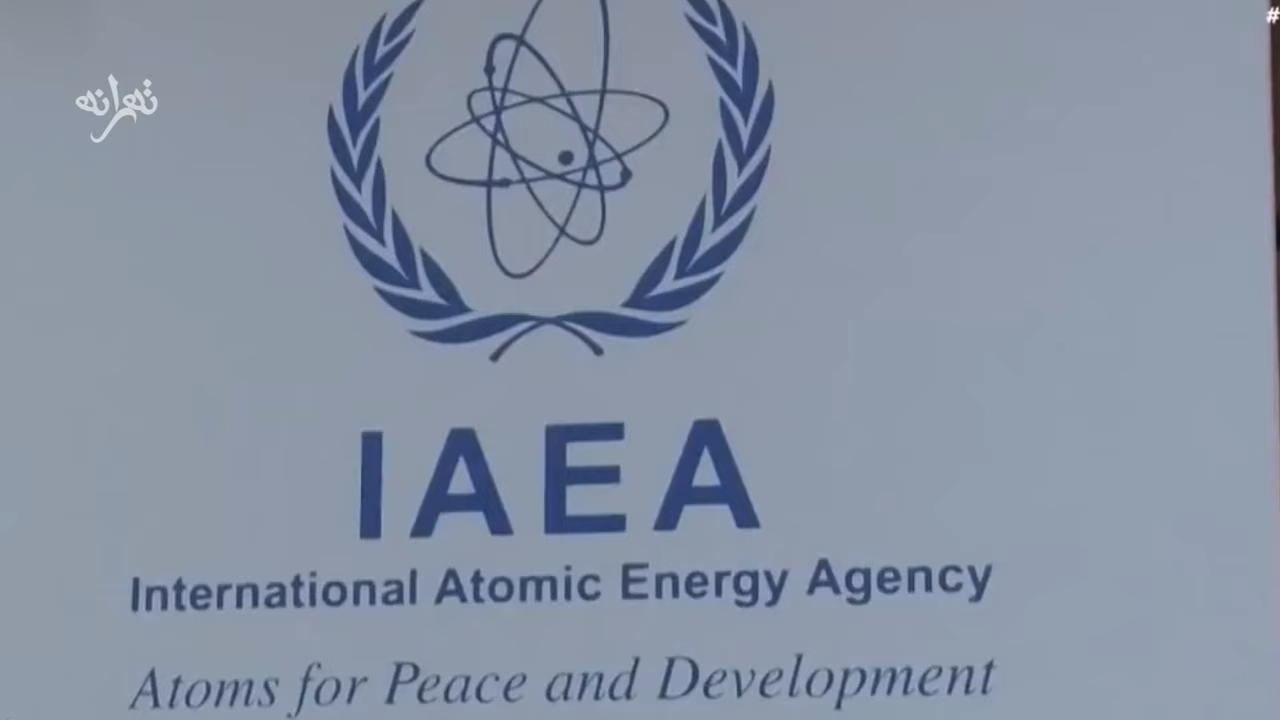 #
تهرانه
IAEA
International Atomic Energy Agency
Atoms for Peace and Development